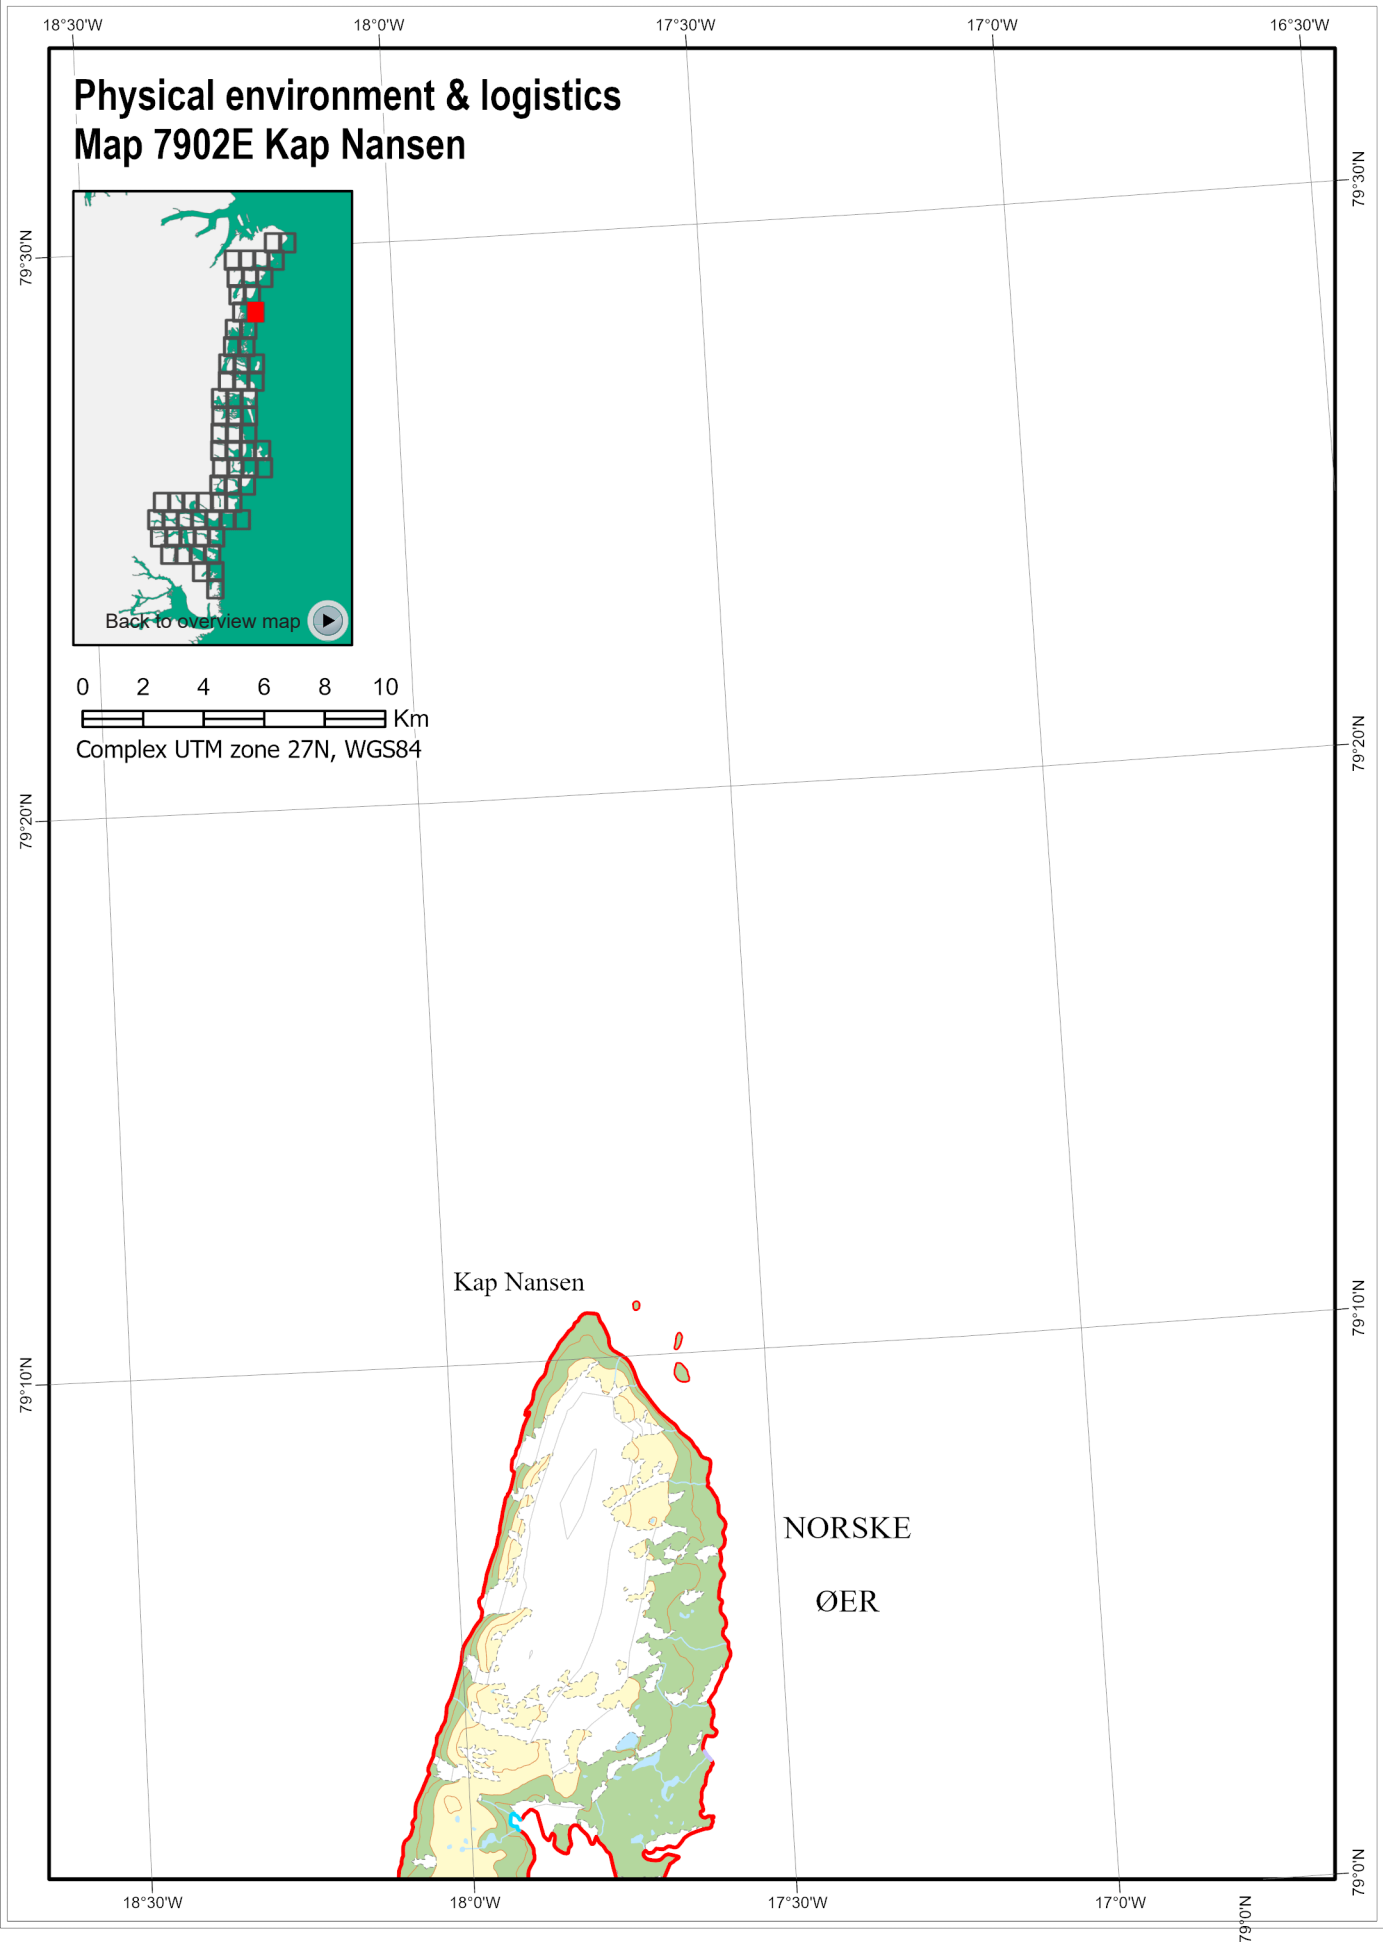 18°30'W 18°0'W 17°30'W 17°0'W 16°30'W
Physical environment & logistics
Map 7902E Kap Nansen
79°30'N
79°30'N
Back to overview map
0 2 4 6 8 10
Km
Complex UTM zone 27N, WGS84
79°20'N
79°20'N
Kap Nansen
79°10'N
79°10'N
NORSKE
ØER
79°0'N
18°30'W 18°0'W 17°30'W 17°0'W
79°0'N